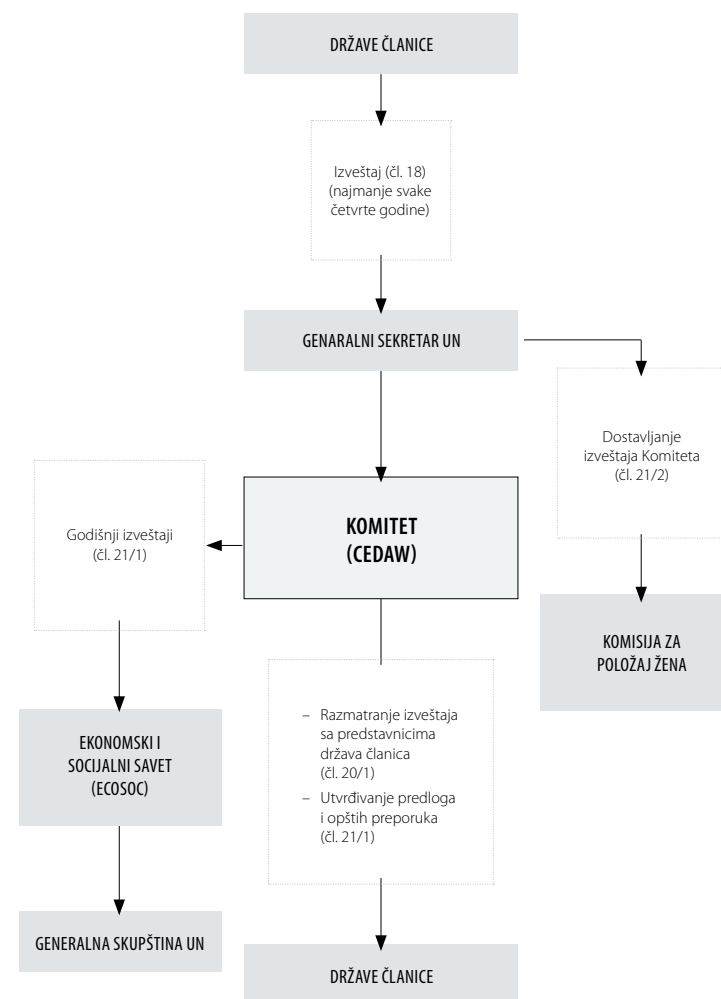 DRŽAVE ČLANICE
Izveštaj (čl. 18)
(najmanje svake
četvrte godine)
GENARALNI SEKRETAR UN
Dostavljanje
izveštaja Komiteta
(čl. 21/2)
Godišnji izveštaji
(čl. 21/1)
KOMITET
(CEDAW)
KOMISIJA ZA
POLOŽAJ ŽENA
– Razmatranje izveštaja
sa predstavnicima
država članica
(čl. 20/1)
– Utvrđivanje predloga
i opštih preporuka
(čl. 21/1)
EKONOMSKI I
SOCIJALNI SAVET
(ECOSOC)
GENERALNA SKUPŠTINA UN
DRŽAVE ČLANICE